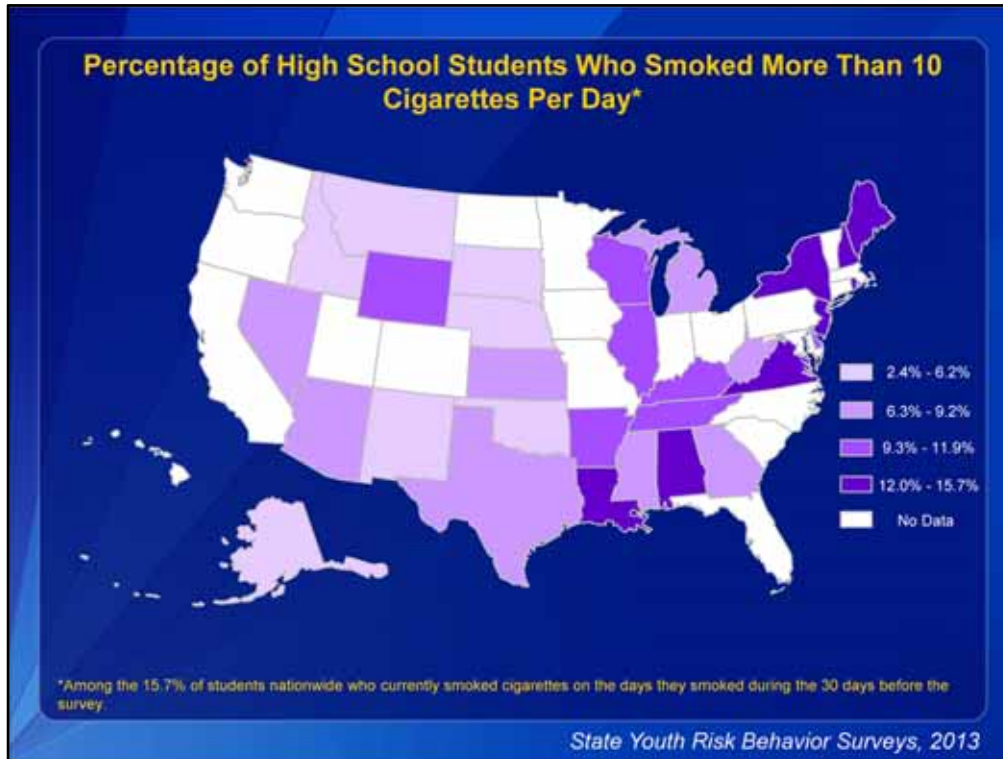 Percentage of High School Students Who Smoked More Than 10
Cigarettes Per Day*
2.4% - 6.2%
6.3% - 9.2%
9.3% - 11.9%
12.0% - 15.7%
No Data
*Among the 15.7% of students nationwide who currently smoked cigarettes on the days they smoked during the 30 days before the
survey.
State Youth Risk Behavior Surveys, 2013